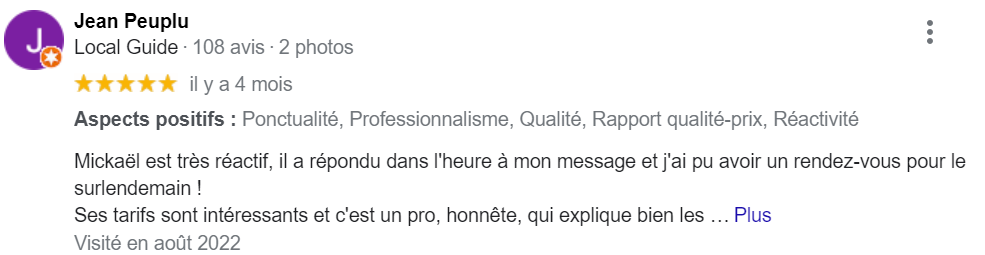 J
Jean Peuplu
Local Guide · 108 avis · 2 photos
il y a 4 mois
Aspects positifs : Ponctualité, Professionnalisme, Qualité, Rapport qualité-prix, Réactivité
Mickaël est très réactif, il a répondu dans l'heure à mon message et j'ai pu avoir un rendez-vous pour le
surlendemain !
Ses tarifs sont intéressants et c'est un pro, honnête, qui explique bien les … Plus
Visité en août 2022